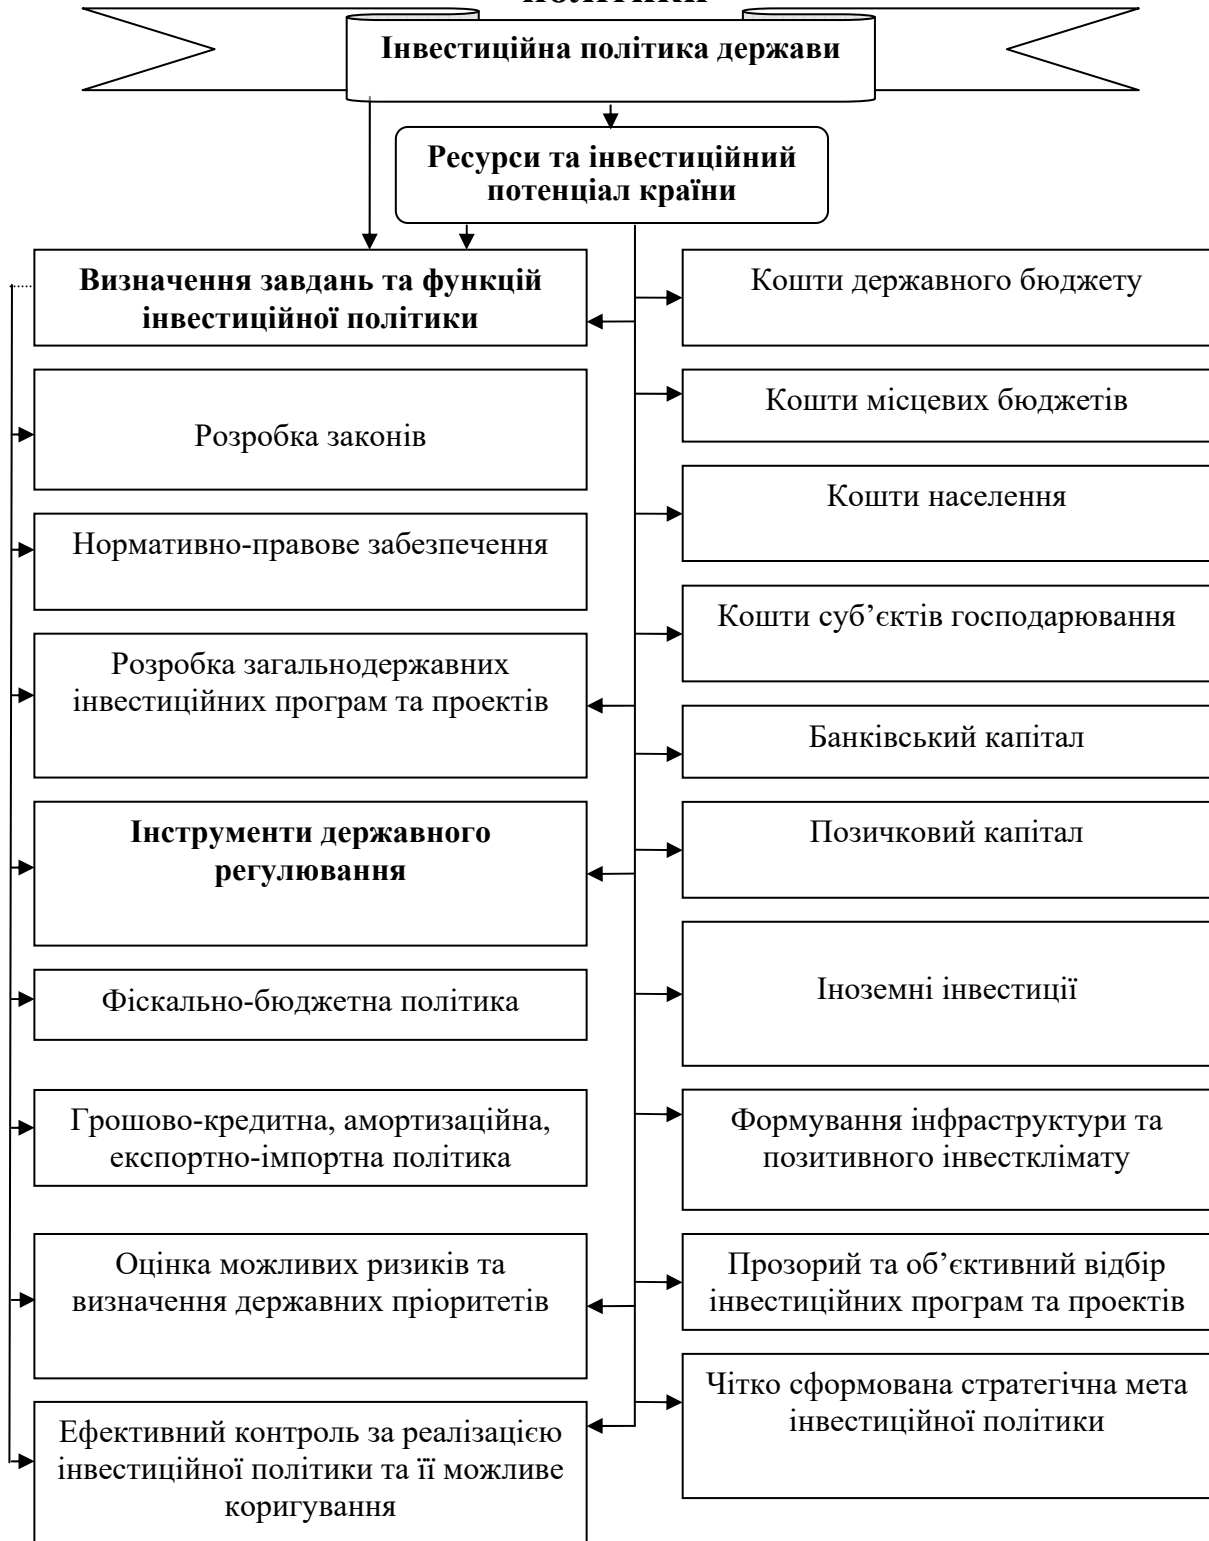 Інвестиційна політика держави
Ресурси та інвестиційний
потенціал країни
Визначення завдань та функцій
інвестиційної політики
Розробка законів
Нормативно-правове забезпечення
Розробка загальнодержавних
інвестиційних програм та проектів
Інструменти державного
регулювання
Фіскально-бюджетна політика
Грошово-кредитна, амортизаційна,
експортно-імпортна політика
Оцінка можливих ризиків та
визначення державних пріоритетів
Ефективний контроль за реалізацією
інвестиційної політики та її можливе
коригування
Кошти державного бюджету
Кошти місцевих бюджетів
Кошти населення
Кошти суб’єктів господарювання
Банківський капітал
Позичковий капітал
Іноземні інвестиції
Формування інфраструктури та
позитивного інвестклімату
Прозорий та об’єктивний відбір
інвестиційних програм та проектів
Чітко сформована стратегічна мета
інвестиційної політики